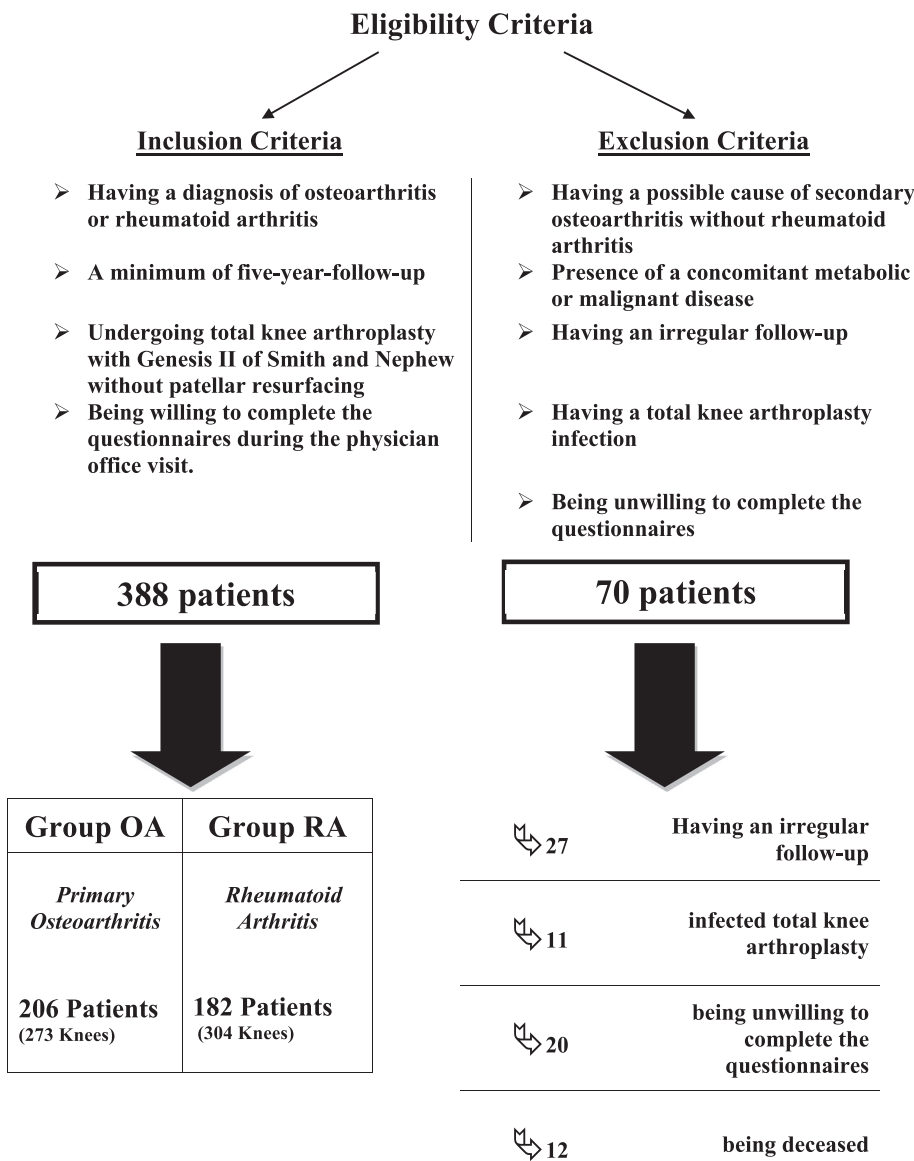 Eligibility Criteria
Inclusion Criteria
➢ Having a diagnosis of osteoarthritis
or rheumatoid arthritis
➢ A minimum of five-year-follow-up
➢ Undergoing total knee arthroplasty
with Genesis II of Smith and Nephew
without patellar resurfacing
➢ Being willing to complete the
questionnaires during the physician
office visit.
388 patients
Group OA
Primary
Osteoarthritis
206 Patients
(273 Knees)
Group RA
Rheumatoid
Arthritis
182 Patients
(304 Knees)
Exclusion Criteria
➢ Having a possible cause of secondary
osteoarthritis without rheumatoid
arthritis
➢ Presence of a concomitant metabolic
or malignant disease
➢ Having an irregular follow-up
➢ Having a total knee arthroplasty
infection
➢ Being unwilling to complete the
questionnaires
70 patients
27 Having an irregular
follow-up
11 infected total knee
arthroplasty
20 being unwilling to
complete the
questionnaires
12 being deceased